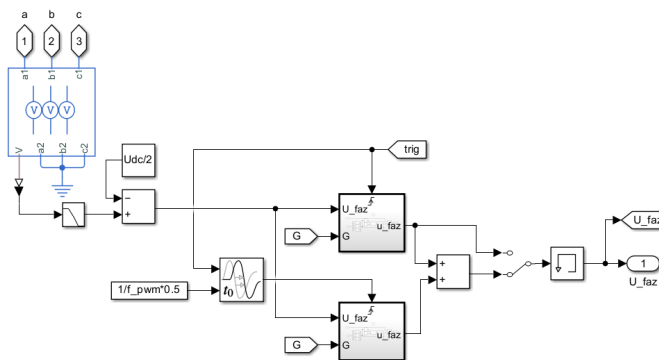 a b c
1 2 3
a1 b1 c1
V V V
V a2 b2 c2
Udc/2
trig
−
+
U_faz
u_faz
G
G
U_faz
+
+
1
U_faz
1/f_pwm*0.5
t0
U_faz
u_faz
G
G